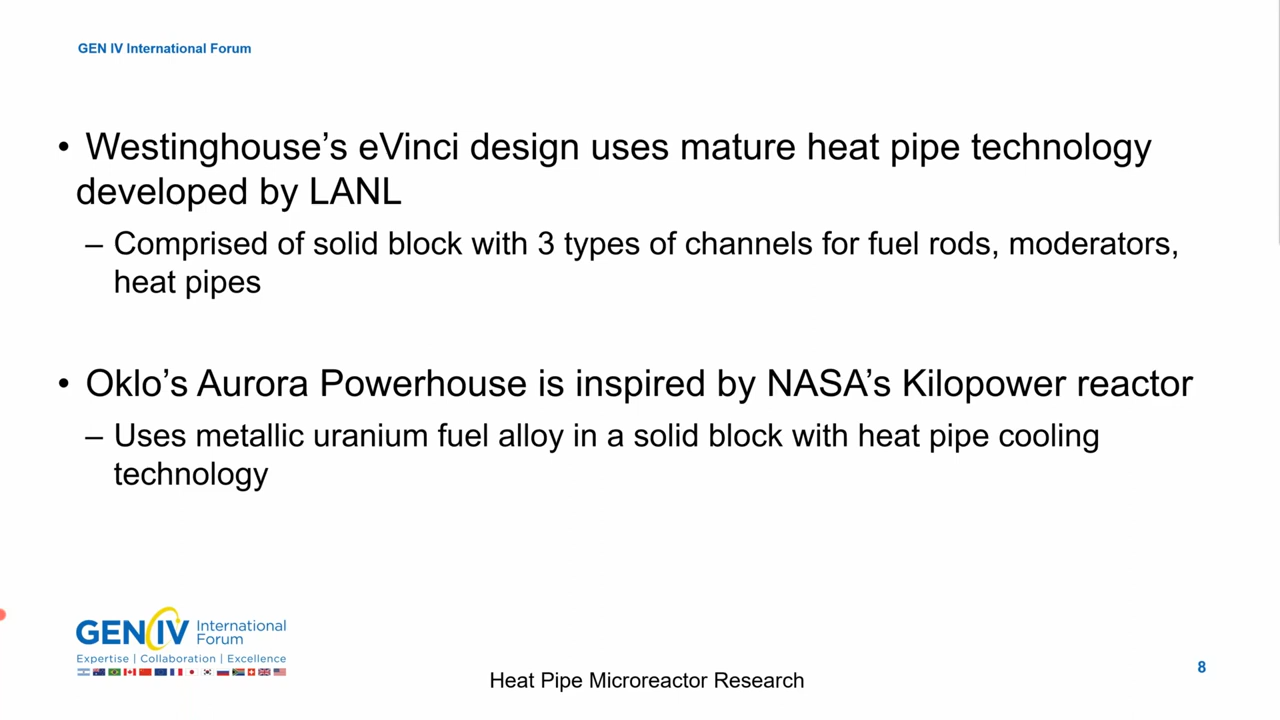 GEN IV International Forum
• Westinghouse’s eVinci design uses mature heat pipe technology
developed by LANL
– Comprised of solid block with 3 types of channels for fuel rods, moderators,
heat pipes
• Oklo’s Aurora Powerhouse is inspired by NASA’s Kilopower reactor
– Uses metallic uranium fuel alloy in a solid block with heat pipe cooling
technology
GEN IV International
Forum
Expertise | Collaboration | Excellence
Heat Pipe Microreactor Research
8